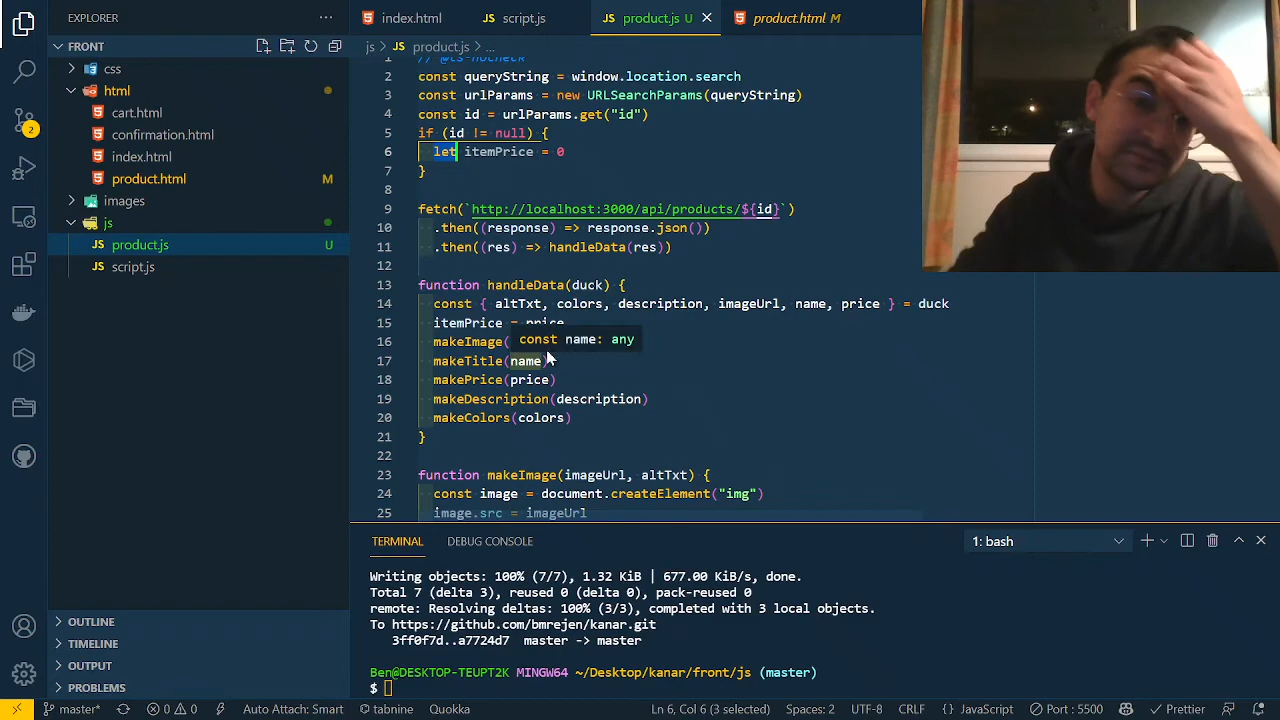 EXPLORER
FRONT
css
html
cart.html
confirmation.html
index.html
product.html M
images
js
product.js U
script.js
OUTLINE
TIMELINE
OUTPUT
PROBLEMS
2
index.html
script.js
product.js U
product.html M
js > product.js > ...
1 // @ts-nocheck
2 const queryString = window.location.search
3 const urlParams = new URLSearchParams(queryString)
4 const id = urlParams.get("id")
5 if (id != null) {
6 let itemPrice = 0
7 }
8
9 fetch(`http://localhost:3000/api/products/${id}`)
10 .then((response) => response.json())
11 .then((res) => handleData(res))
12
13 function handleData(duck) {
14 const { altTxt, colors, description, imageUrl, name, price } = duck
15 itemPrice = price
16 makeImage(
const name: any
17 makeTitle(name)
18 makePrice(price)
19 makeDescription(description)
20 makeColors(colors)
21 }
22
23 function makeImage(imageUrl, altTxt) {
24 const image = document.createElement("img")
25 image.src = imageUrl
TERMINAL DEBUG CONSOLE 1: bash
Writing objects: 100% (7/7), 1.32 KiB | 677.00 KiB/s, done.
Total 7 (delta 3), reused 0 (delta 0), pack-reused 0
remote: Resolving deltas: 100% (3/3), completed with 3 local objects.
To https://github.com/bmrejen/kanar.git
3ff0f7d..a7724d7 master -> master
Ben@DESKTOP-TEUPT2K MINGW64 ~/Desktop/kanar/front/js (master)
$
master* 0 0 Auto Attach: Smart tabnine Quokka Ln 6, Col 6 (3 selected) Spaces: 2 UTF-8 CRLF JavaScript Port : 5500 Prettier